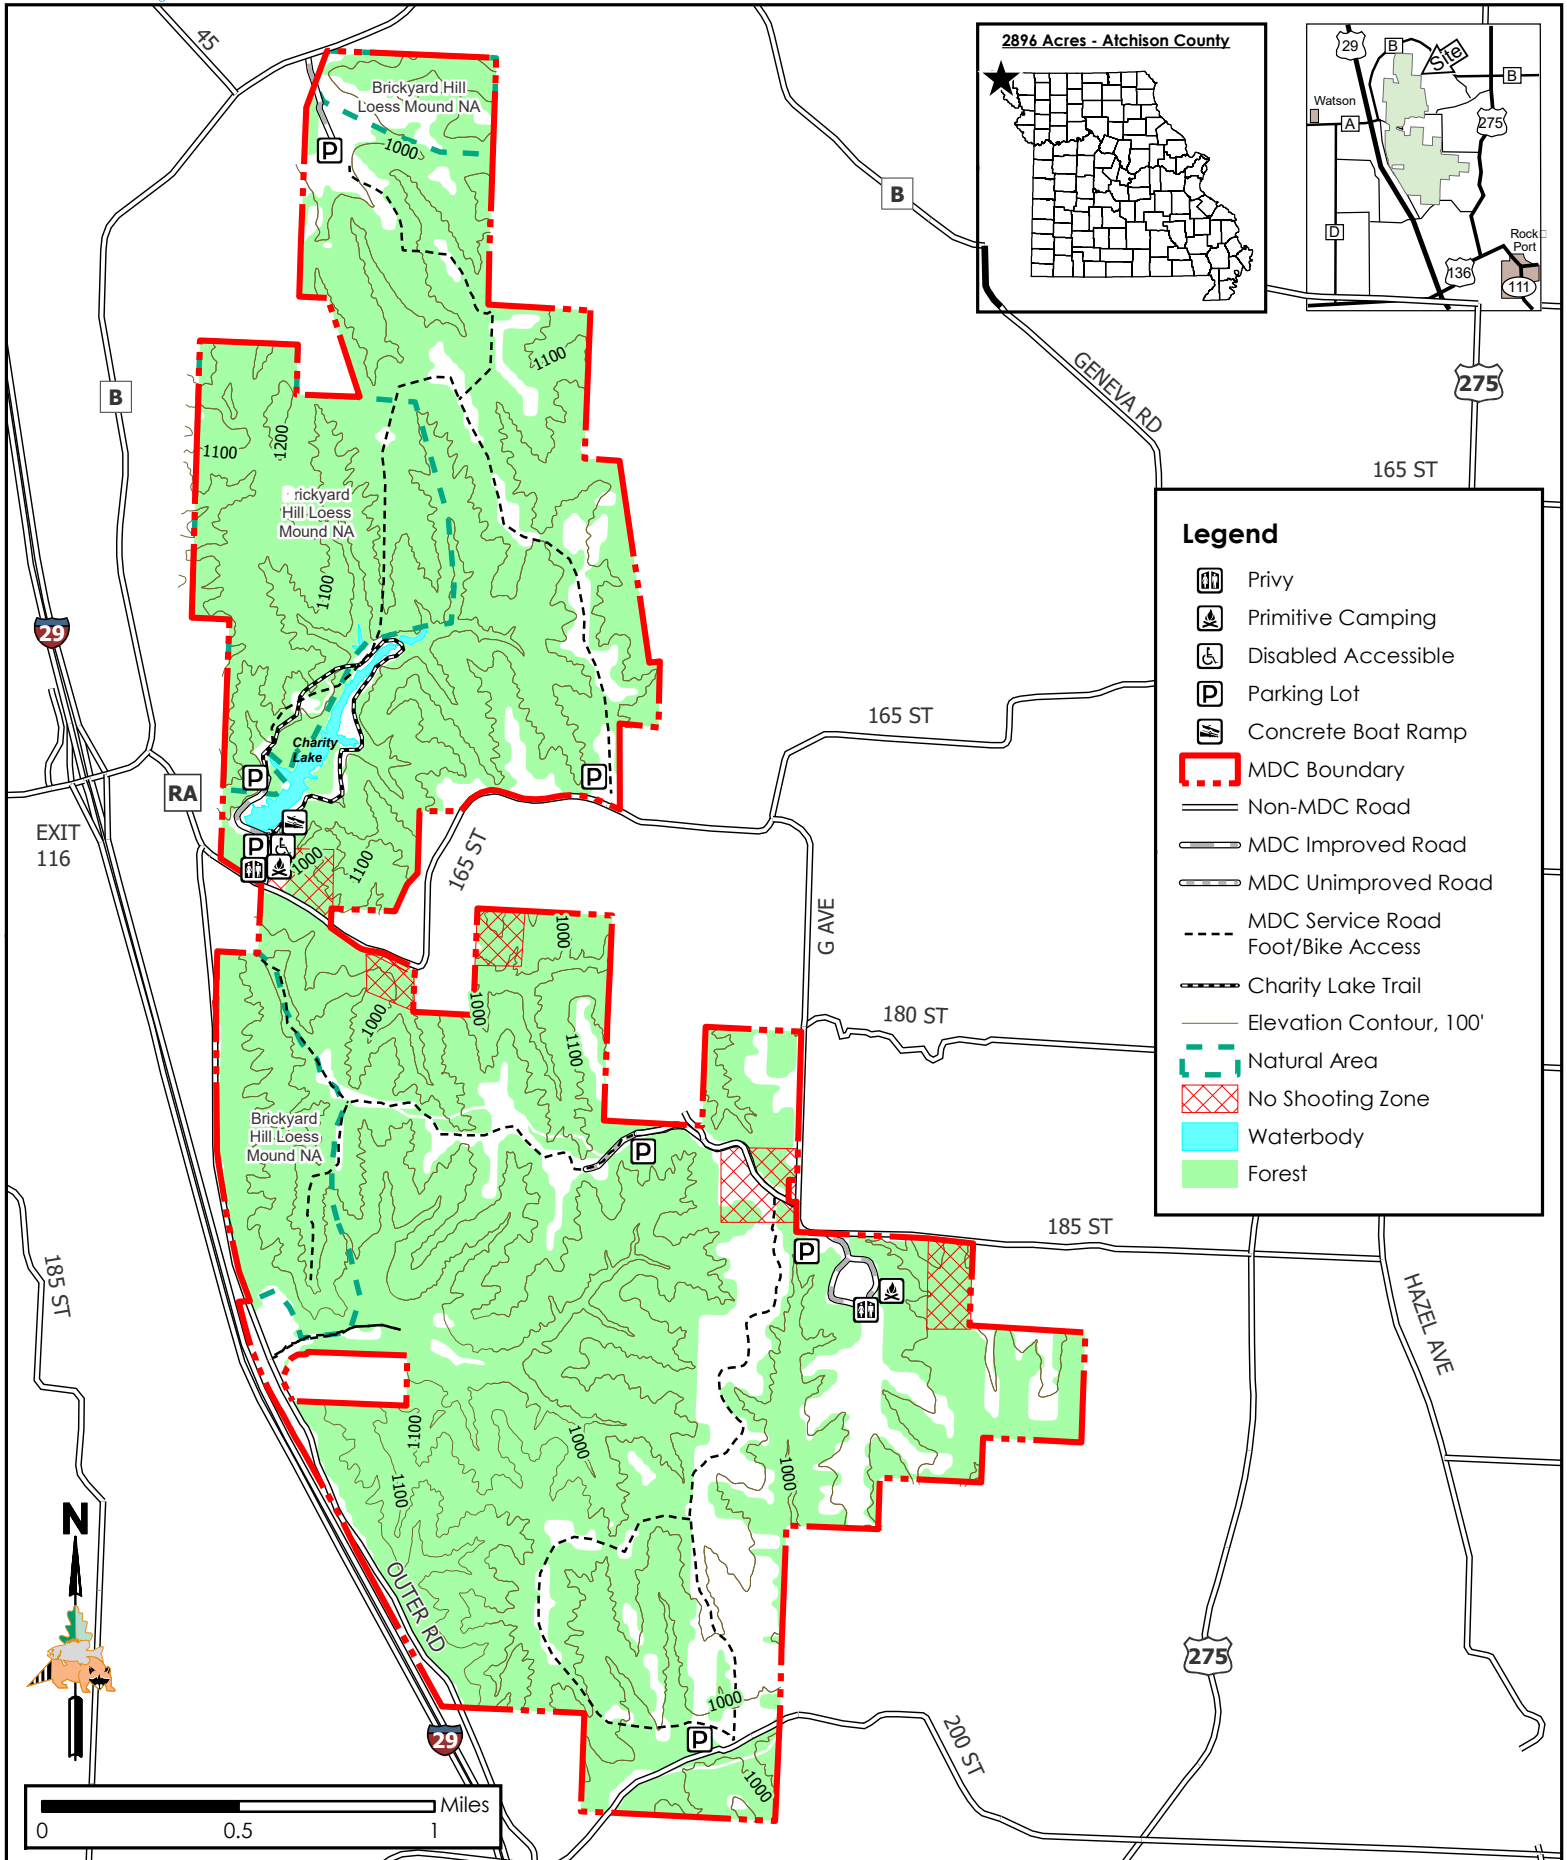 45
Brickyard Hill
Loess Mound NA
1000
P
B
2896 Acres - Atchison County
29
B
Site
B
Watson
A
275
D
Rock
Port
136
111
275
GENEVA RD
165 ST
B
1100
1100
1200
rickyard
Hill Loess
Mound NA
1100
29
Charity
Lake
P
P
RA
EXIT
116
P
1000
1100
165 ST
165 ST
G AVE
1000
1000
1000
1100
180 ST
Brickyard
Hill Loess
Mound NA
P
185 ST
P
185 ST
HAZEL AVE
1100
1000
1100
1000
N
OUTER RD
275
1000
P
29
200 ST
1000
Legend
Privy
Primitive Camping
Disabled Accessible
P Parking Lot
Concrete Boat Ramp
MDC Boundary
Non-MDC Road
MDC Improved Road
MDC Unimproved Road
MDC Service Road
Foot/Bike Access
Charity Lake Trail
Elevation Contour, 100'
Natural Area
No Shooting Zone
Waterbody
Forest
Miles
0 0.5 1